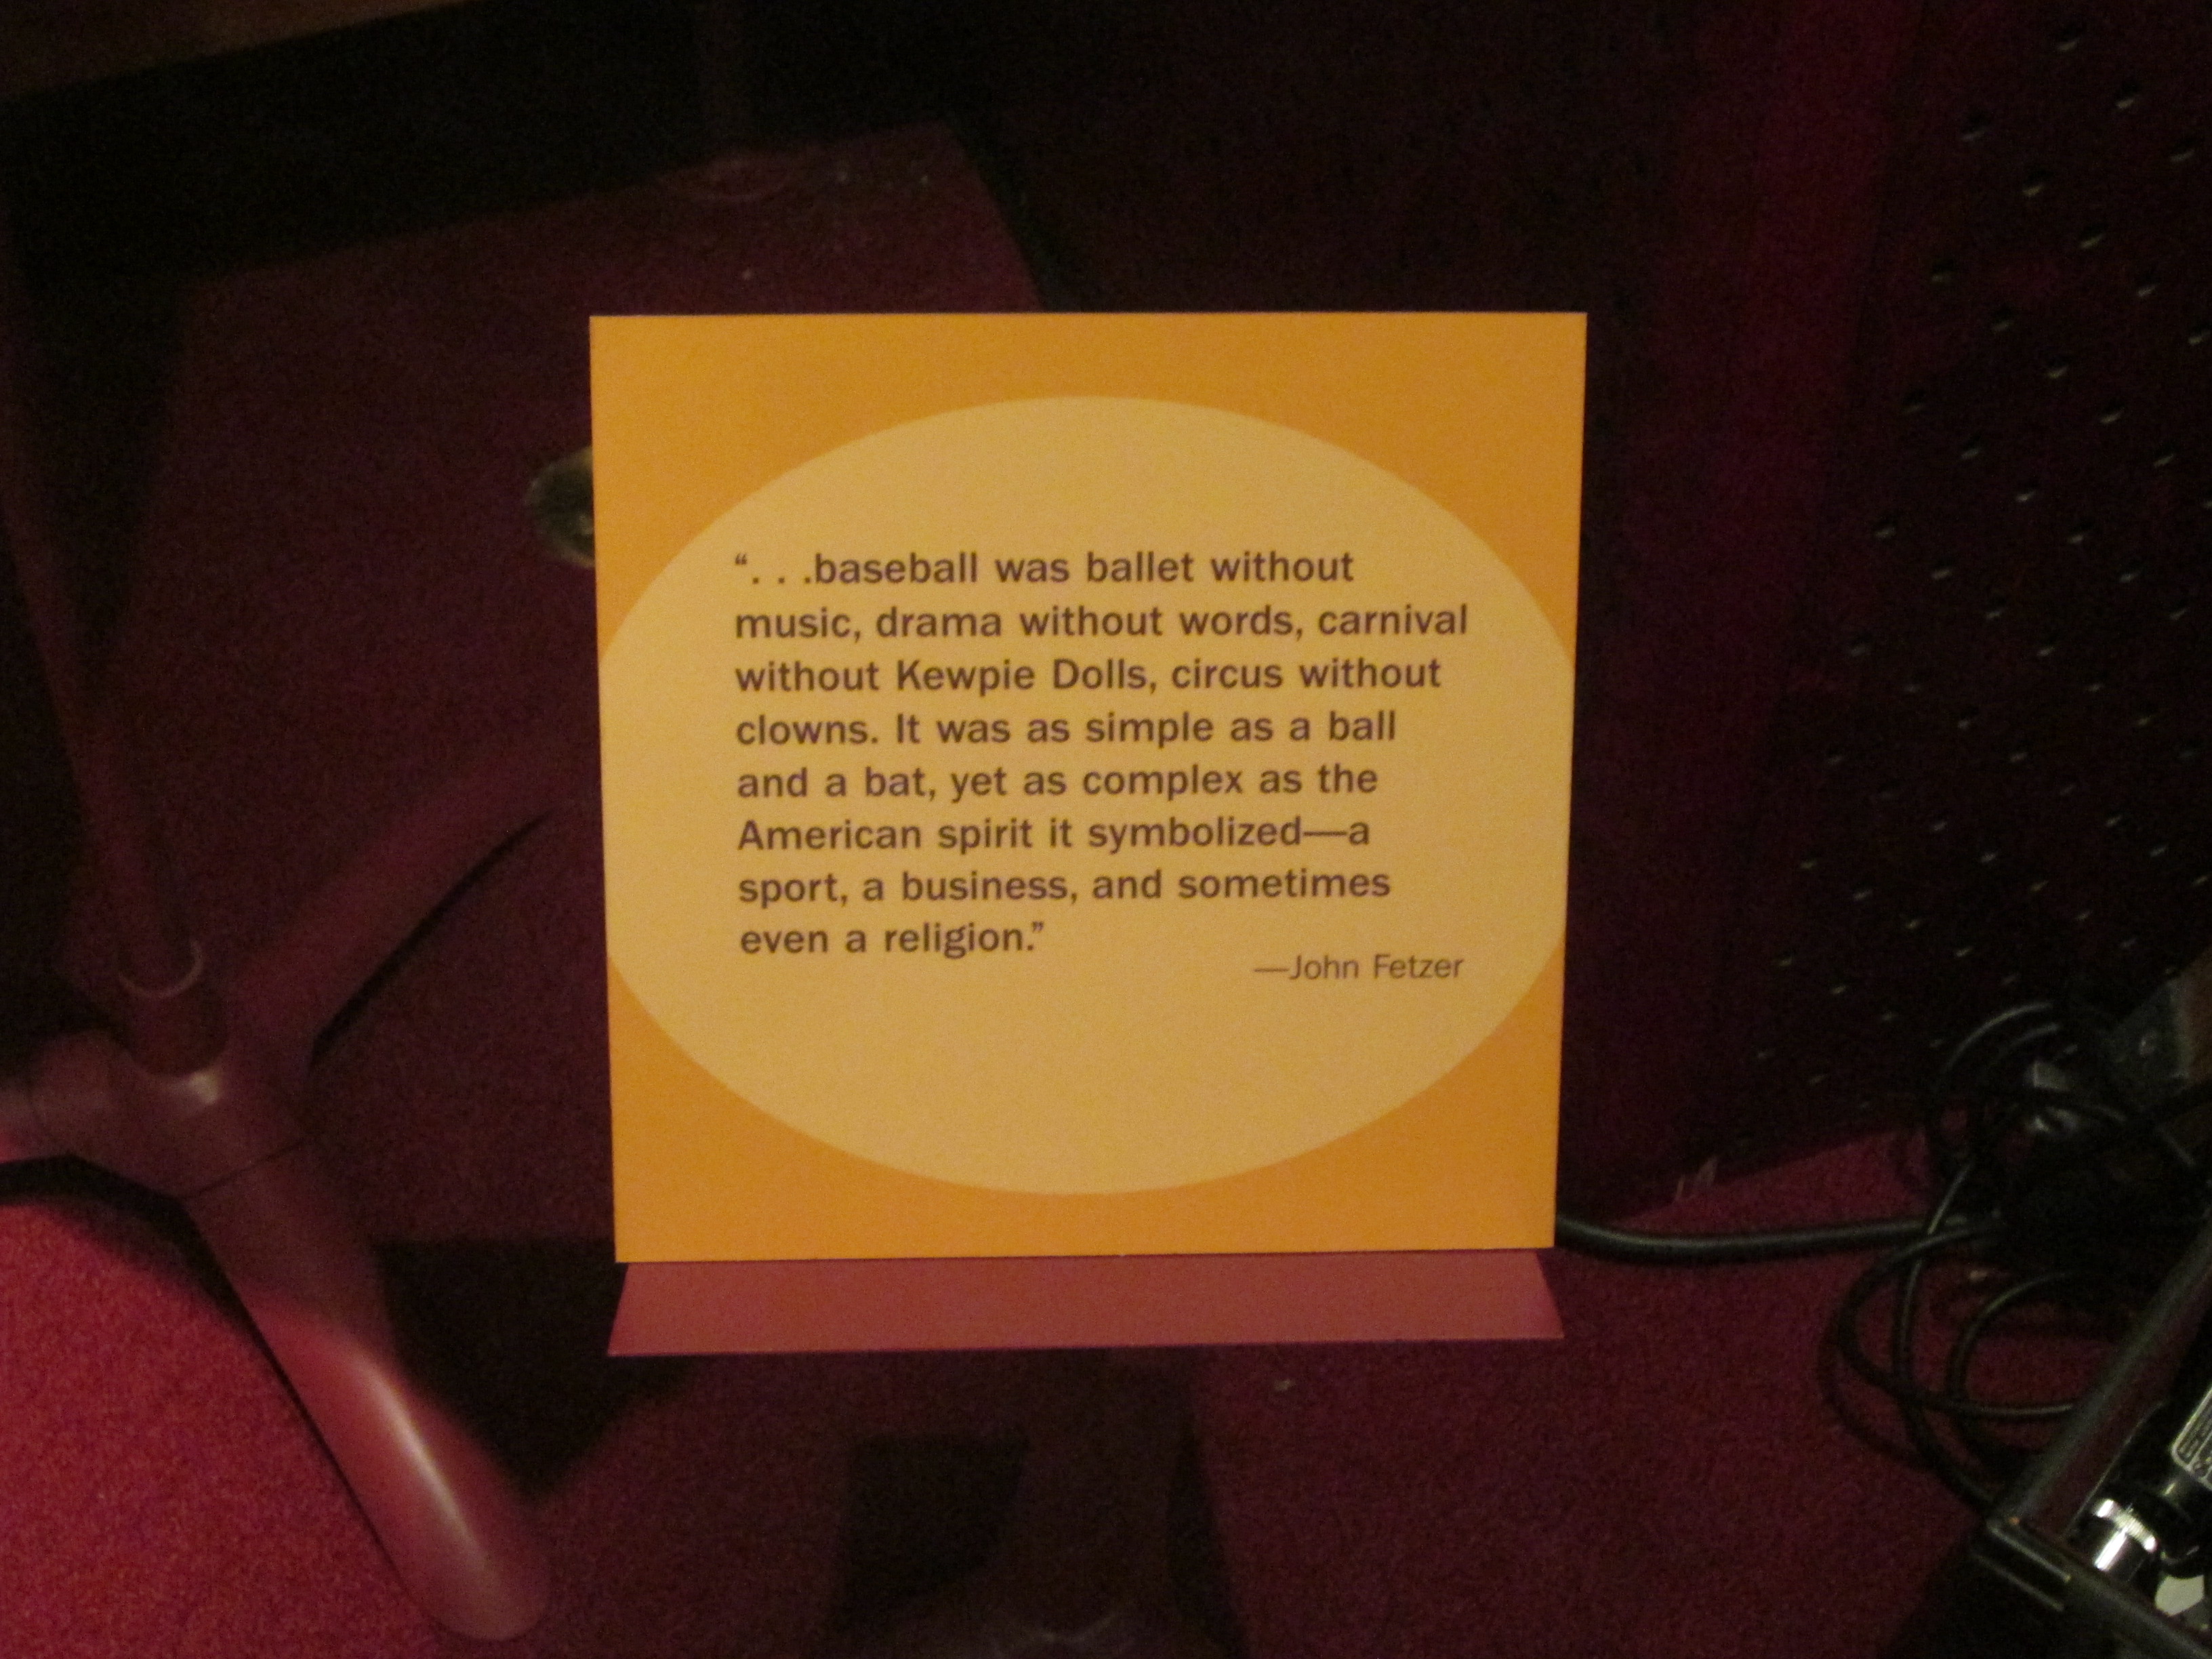 “. . .baseball was ballet without
music, drama without words, carnival
without Kewpie Dolls, circus without
clowns. It was as simple as a ball
and a bat, yet as complex as the
American spirit it symbolized—a
sport, a business, and sometimes
even a religion.”
—John Fetzer